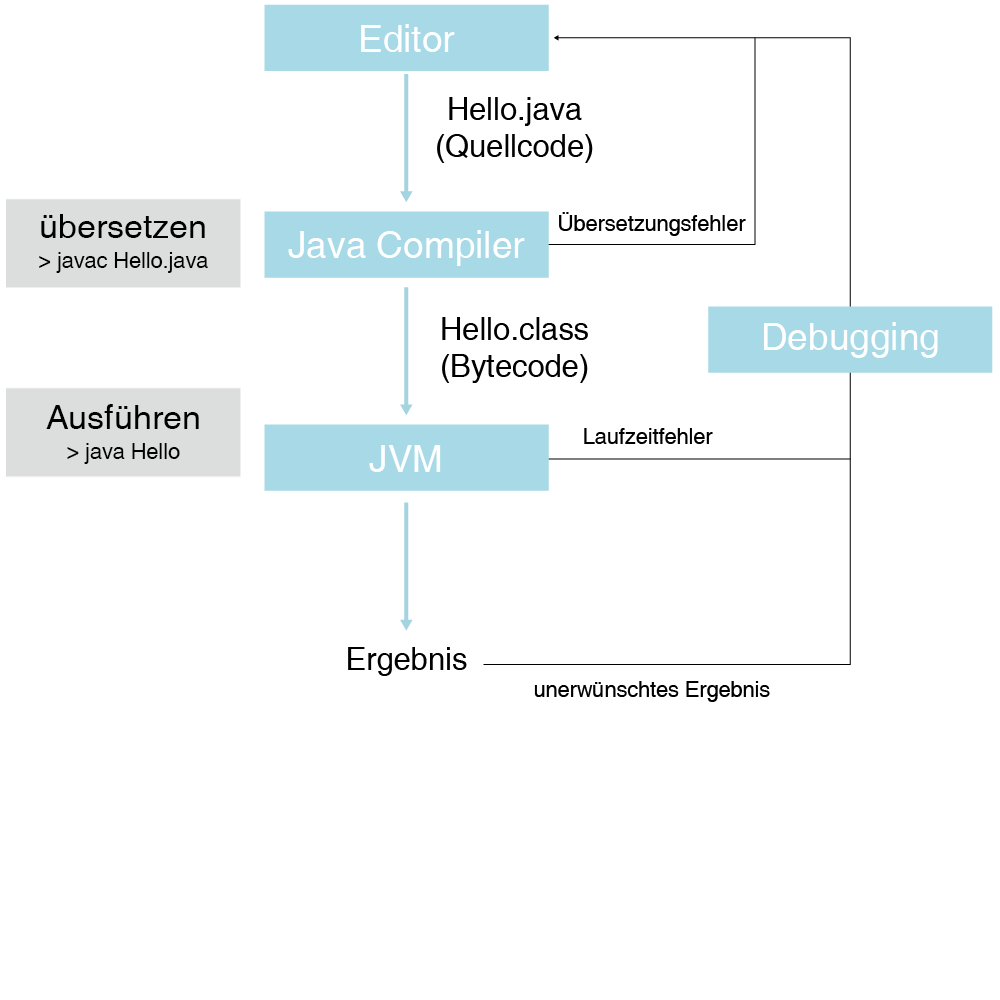 Editor
Hello.java
(Quellcode)
übersetzen
> javac Hello.java
Java Compiler
Übersetzungsfehler
Hello.class
(Bytecode)
Debugging
Ausführen
> java Hello
JVM
Laufzeitfehler
Ergebnis
unerwünschtes Ergebnis